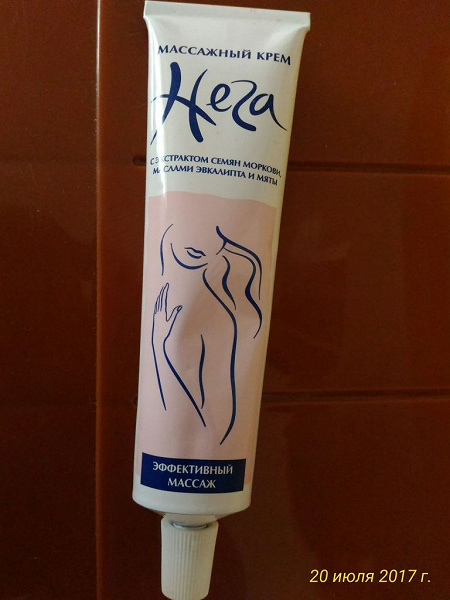 МАССАЖНЫЙ КРЕМ
Нега
С ЭКСТРАКТОМ СЕМЯН МОРКОВИ,
МАСЛАМИ ЭВКАЛИПТА И МЯТЫ
ЭФФЕКТИВНЫЙ
МАССАЖ
20 июля 2017 г.